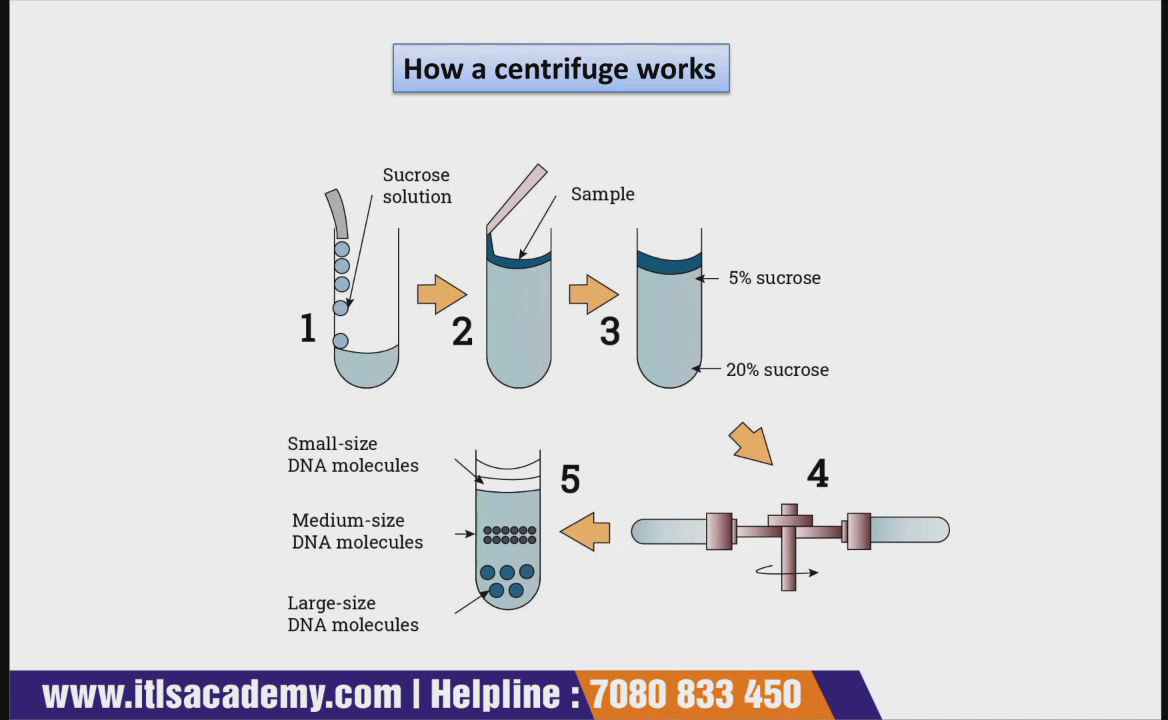 How a centrifuge works
Sucrose
solution
Sample
1
2
3
5% sucrose
20% sucrose
4
5
Small-size
DNA molecules
Medium-size
DNA molecules
Large-size
DNA molecules
www.itlsacademy.com | Helpline : 7080 833 450